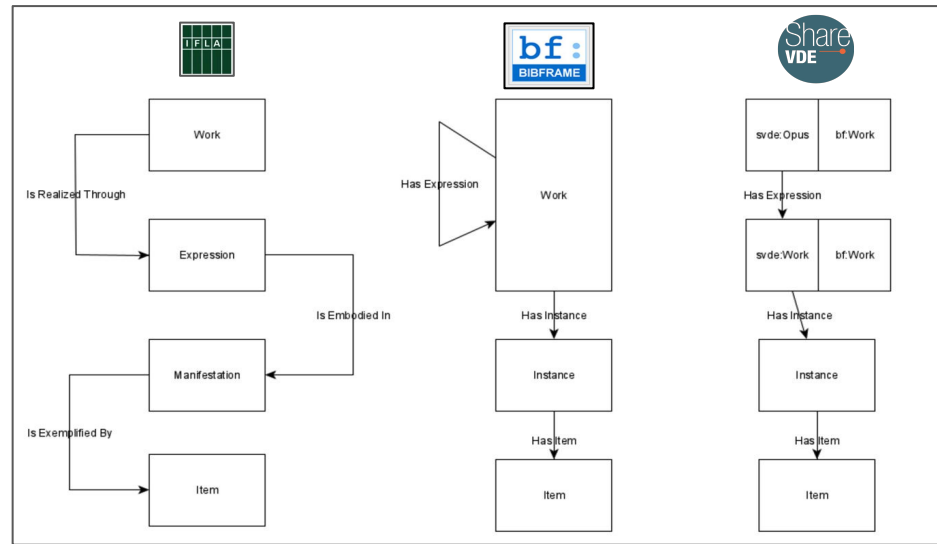 IFLA
Work
Is Realized Through
Expression
Is Embodied In
Manifestation
Is Exemplified By
Item
bf:
BIBFRAME
Has Expression
Work
Has Instance
Instance
Has Item
Item
Share
VDE
svde:Opus bf:Work
Has Expression
svde:Work bf:Work
Has Instance
Instance
Has Item
Item